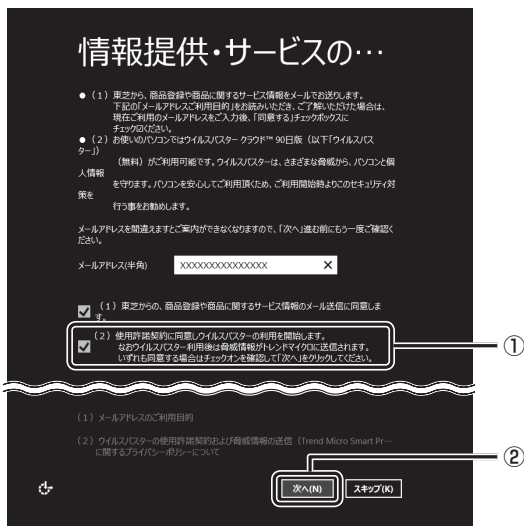 情報提供・サービスの…
● （1） 東芝から、商品登録や商品に関するサービス情報をメールでお送りします。
下記の「メールアドレスご利用目的」をお読みいただき、ご了解いただけた場合は、
現在ご利用のメールアドレスをご入力後、「同意する」チェックボックスに
チェック☑ください。
● （2） お使いのパソコンではウイルスバスター クラウド™ 90日版（以下「ウイルスバス
ター」）
（無料）がご利用可能です。ウイルスバスターは、さまざまな脅威から、パソコンと個
人情報
を守ります。パソコンを安心してご利用頂くため、ご利用開始時よりこのセキュリティ対
策を
行う事をお勧めします。
メールアドレスを間違えますとご案内ができなくなりますので、「次へ」進む前にもう一度ご確認く
ださい。
メールアドレス(半角) XXXXXXXXXXXXXXX ×
（1）東芝からの、商品登録や商品に関するサービス情報のメール送信に同意しま
す。
（2）使用許諾契約に同意しウイルスバスターの利用を開始します。
なおウイルスバスター利用後は脅威情報がトレンドマイクロに送信されます。
いずれも同意する場合はチェックオンを確認して「次へ」をクリックしてください。
①
（1）メールアドレスのご利用目的
（2）ウイルスバスターの使用許諾契約および脅威情報の送信（Trend Micro Smart Pr…
に関するプライバシーポリシーについて
②
次へ(N) スキップ(K)